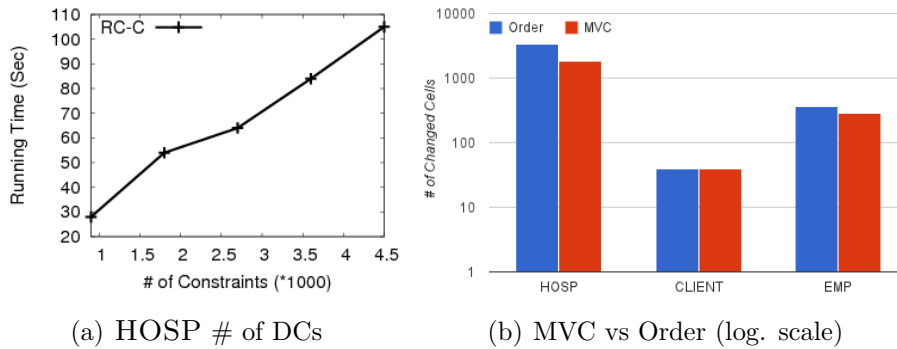 RC-C
110
100
90
80
70
60
50
40
30
20
Running Time (Sec)
1 1.5 2 2.5 3 3.5 4 4.5
# of Constraints (*1000)
(a) HOSP # of DCs
Order MVC
10000
1000
100
10
1
# of Changed Cells
HOSP CLIENT EMP
(b) MVC vs Order (log. scale)